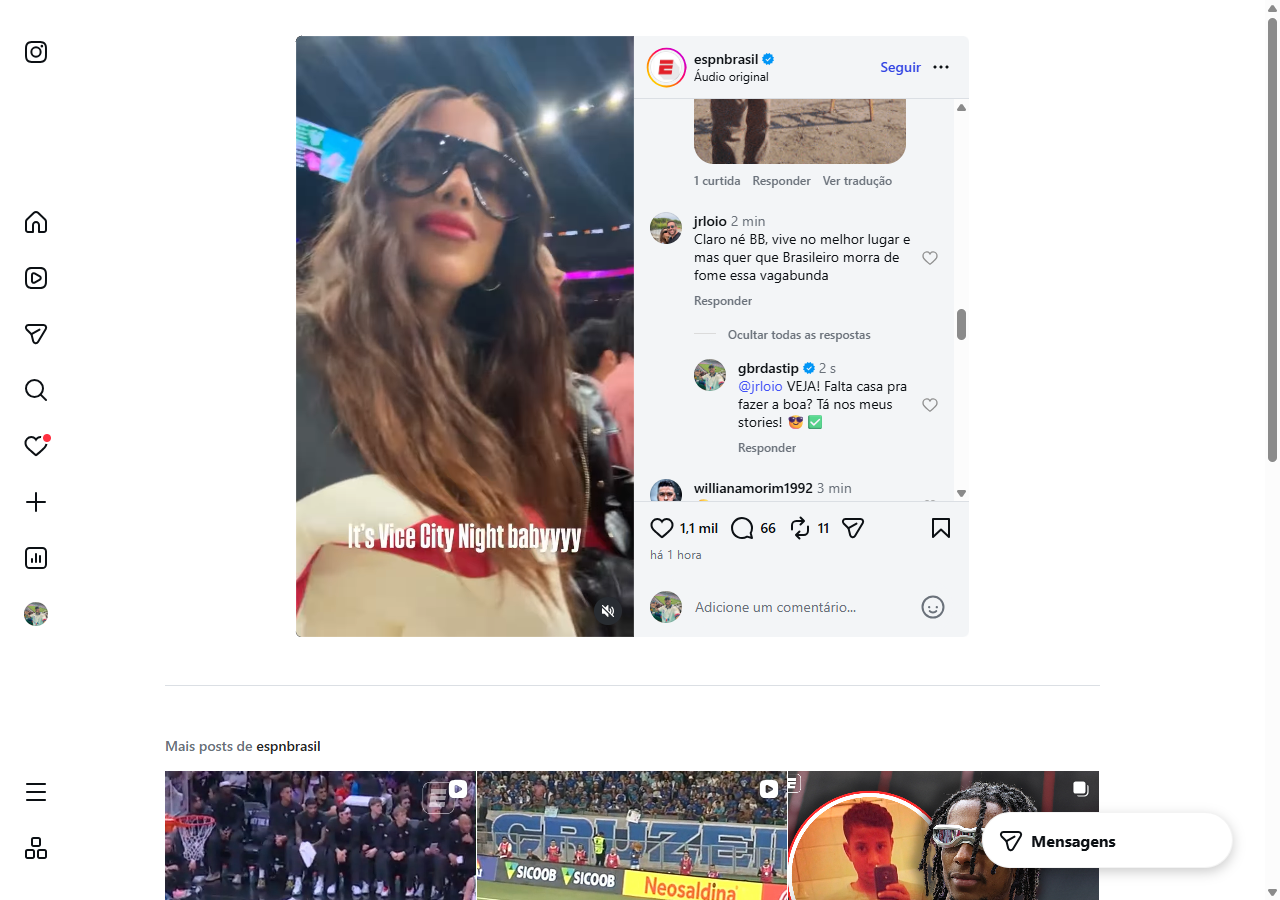 espnbrasil
Áudio original
Seguir
1 curtida Responder Ver tradução
jrloio 2 min
Claro né BB, vive no melhor lugar e
mas quer que Brasileiro morra de
fome essa vagabunda
Responder
Ocultar todas as respostas
gbrdastip 2 s
@jrloio VEJA! Falta casa pra
fazer a boa? Tá nos meus
stories! 😎 ✅
Responder
willianamorim1992 3 min
It's Vice City Night babyyyy
1,1 mil 66 11
há 1 hora
Adicione um comentário...
Mais posts de espnbrasil
CRUZEI
SICOOB SICOOB
Neosaldina
Mensagens